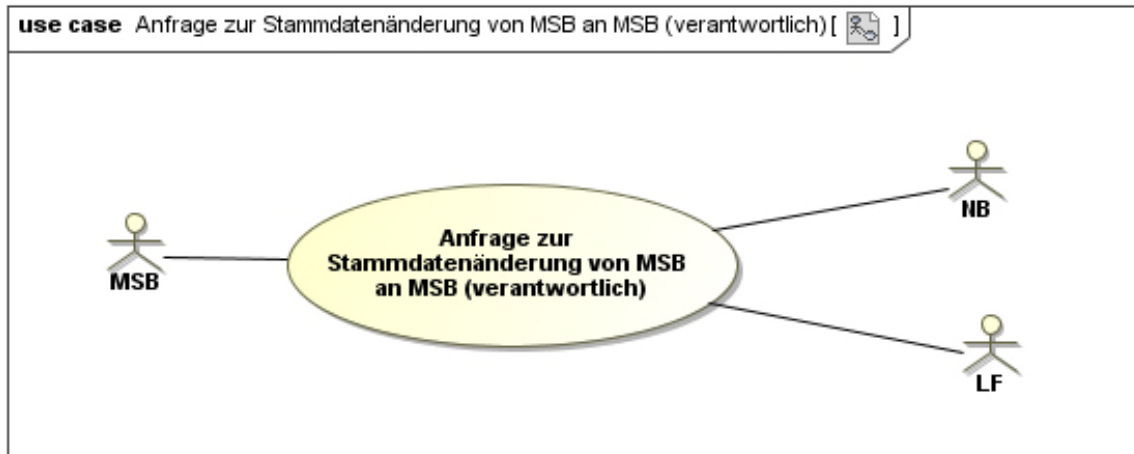 use case Anfrage zur Stammdatenänderung von MSB an MSB (verantwortlich) [ ]
NB
Anfrage zur
Stammdatenänderung von MSB
an MSB (verantwortlich)
MSB
LF